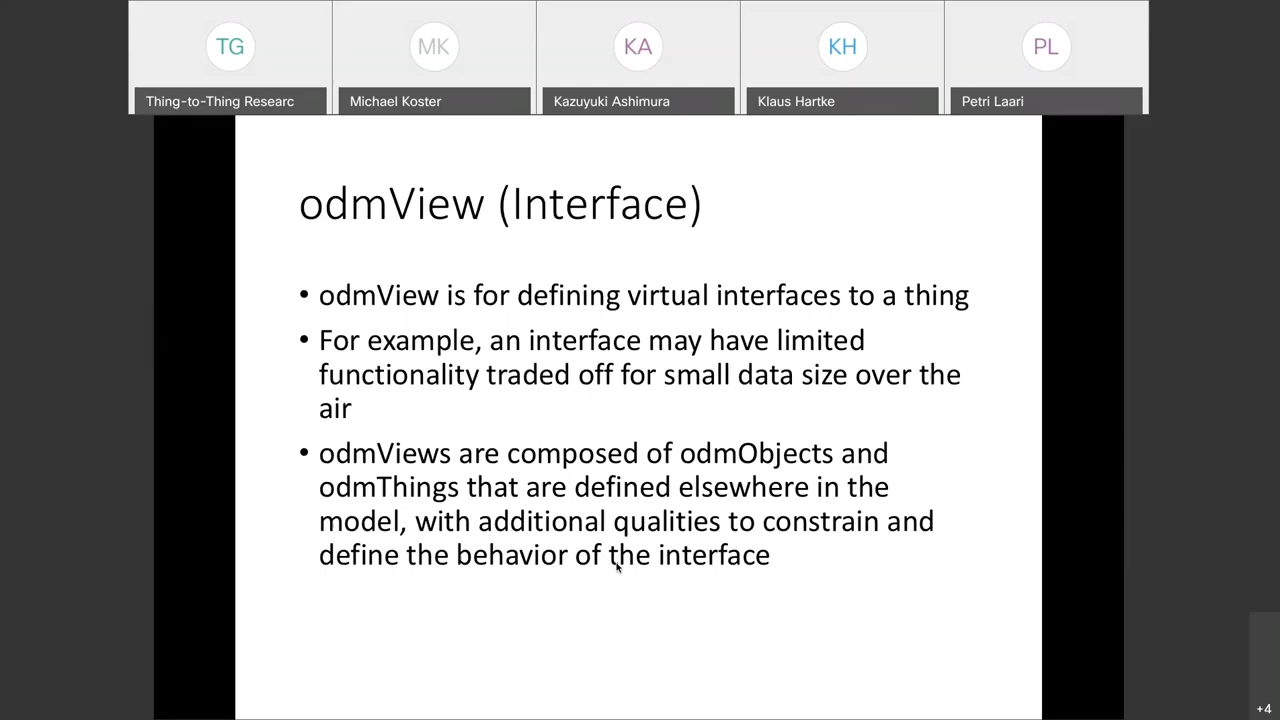 TG
MK
KA
KH
PL
Thing-to-Thing Researc
Michael Koster
Kazuyuki Ashimura
Klaus Hartke
Petri Laari
odmView (Interface)
• odmView is for defining virtual interfaces to a thing
• For example, an interface may have limited
functionality traded off for small data size over the
air
• odmViews are composed of odmObjects and
odmThings that are defined elsewhere in the
model, with additional qualities to constrain and
define the behavior of the interface
+4